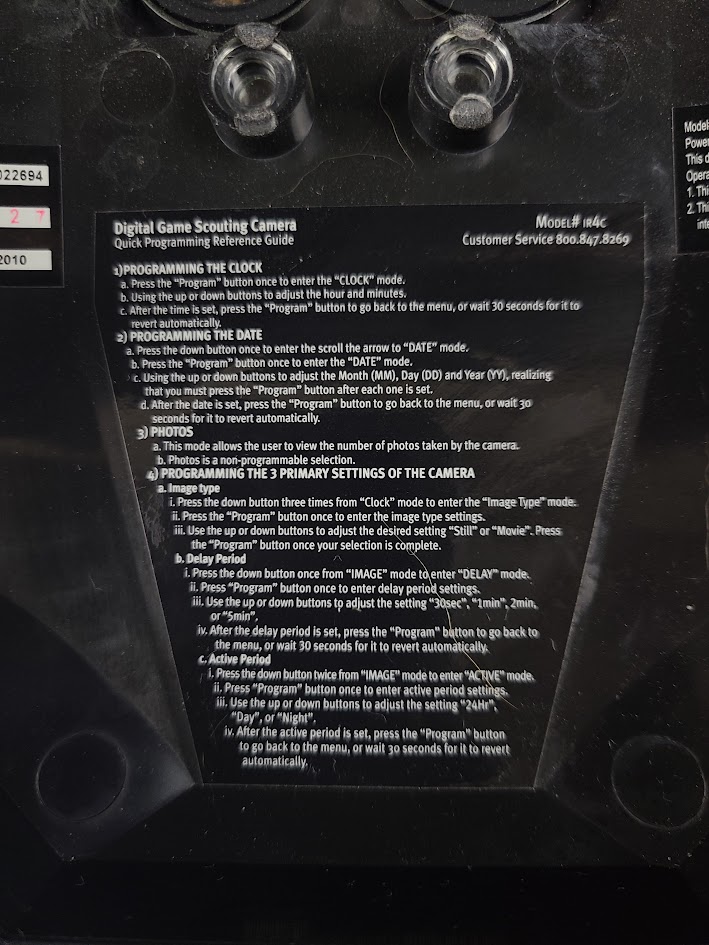 022694
2 7
2010
Digital Game Scouting Camera
Quick Programming Reference Guide
MODEL# IR4C
Customer Service 800.847.8269
1)PROGRAMMING THE CLOCK
a. Press the "Program" button once to enter the "CLOCK" mode.
b. Using the up or down buttons to adjust the hour and minutes.
c. After the time is set, press the "Program" button to go back to the menu, or wait 30 seconds for it to
revert automatically.
2) PROGRAMMING THE DATE
a. Press the down button once to enter the scroll the arrow to "DATE" mode.
b. Press the "Program" button once to enter the "DATE" mode.
c. Using the up or down buttons to adjust the Month (MM), Day (DD) and Year (YY), realizing
that you must press the "Program" button after each one is set.
d. After the date is set, press the "Program" button to go back to the menu, or wait 30
seconds for it to revert automatically.
3) PHOTOS
a. This mode allows the user to view the number of photos taken by the camera.
b. Photos is a non-programmable selection.
4) PROGRAMMING THE 3 PRIMARY SETTINGS OF THE CAMERA
a. Image type
i. Press the down button three times from "Clock" mode to enter the "Image Type" mode.
ii. Press the "Program" button once to enter the image type settings.
iii. Use the up or down buttons to adjust the desired setting "Still" or "Movie". Press
the "Program" button once your selection is complete.
b. Delay Period
i. Press the down button once from "IMAGE" mode to enter "DELAY" mode.
ii. Press "Program" button once to enter delay period settings.
iii. Use the up or down buttons to adjust the setting "30sec", "1min", 2min,
or "5min".
iv. After the delay period is set, press the "Program" button to go back to
the menu, or wait 30 seconds for it to revert automatically.
c. Active Period
i. Press the down button twice from "IMAGE" mode to enter "ACTIVE" mode.
ii. Press "Program" button once to enter active period settings.
iii. Use the up or down buttons to adjust the setting "24Hr",
"Day", or "Night".
iv. After the active period is set, press the "Program" button
to go back to the menu, or wait 30 seconds for it to revert
automatically.
Model
Power
This d
Opera
1. Thi
2. Thi
inte